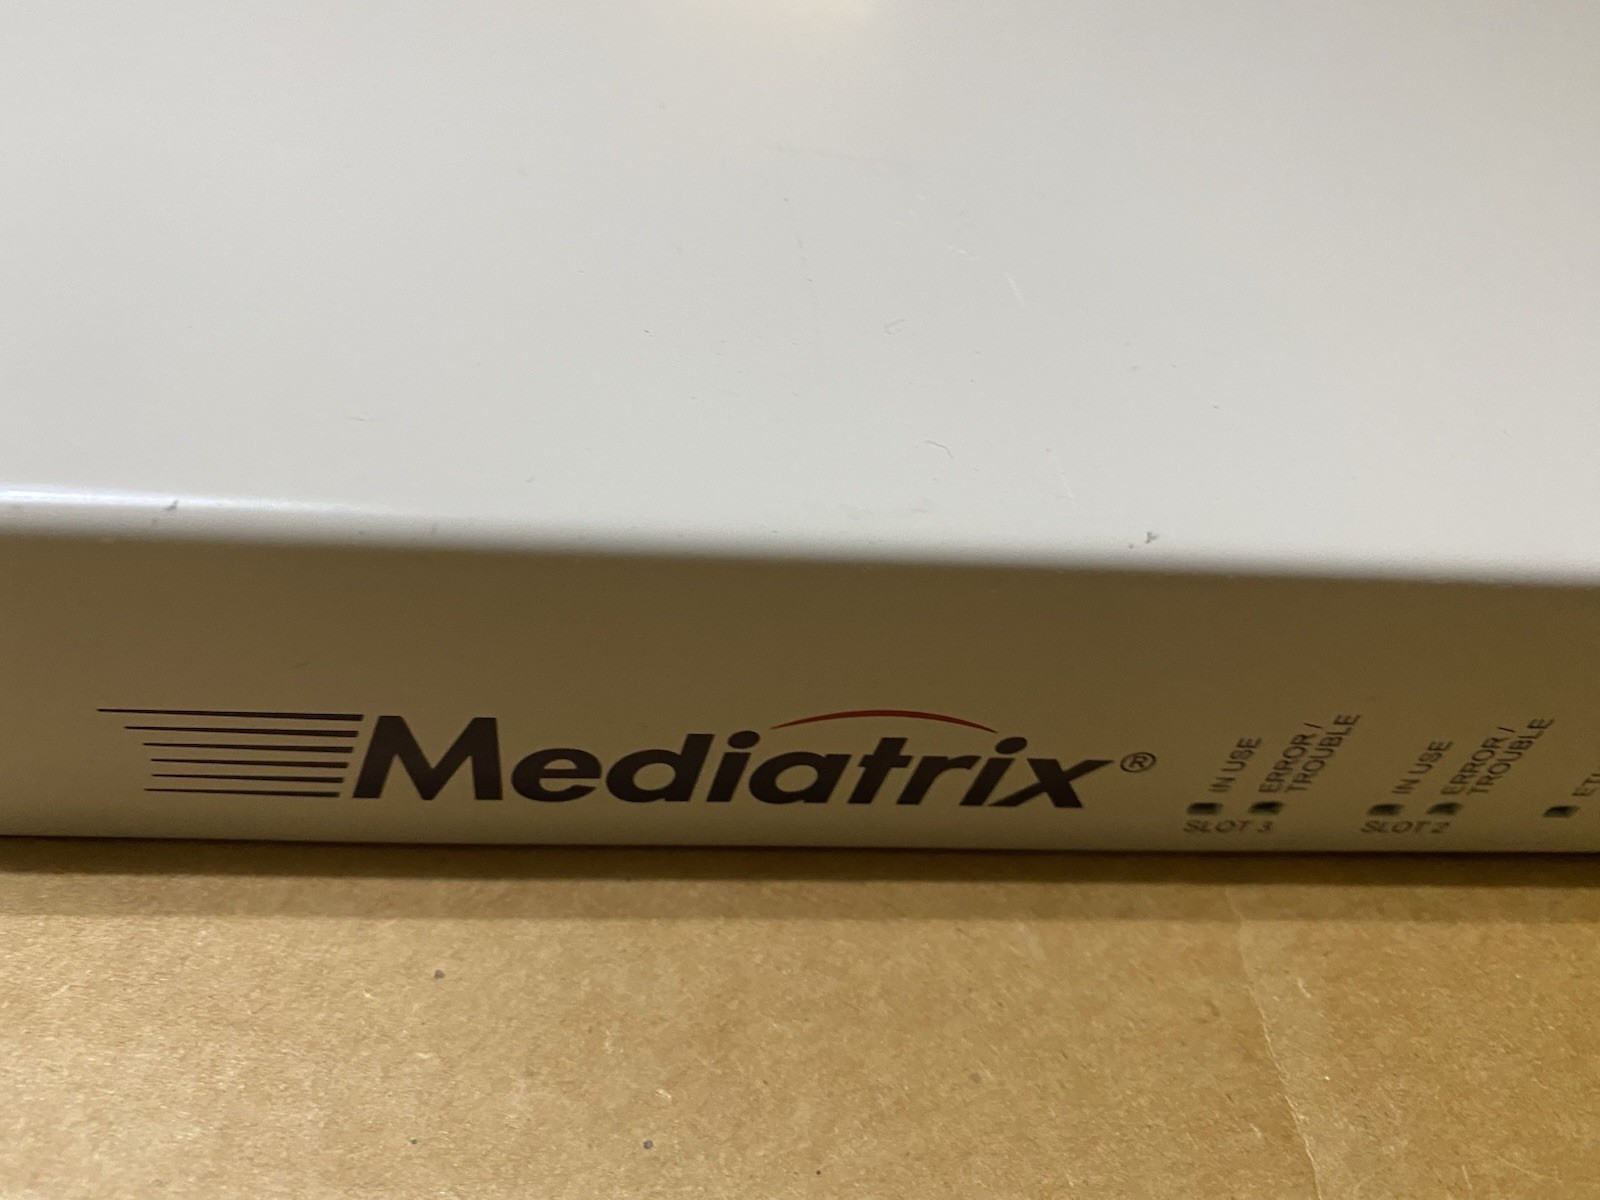 Mediatrix®
IN USE
ERROR /
TROUBLE
SLOT 3
IN USE
ERROR /
TROUBLE
SLOT 2